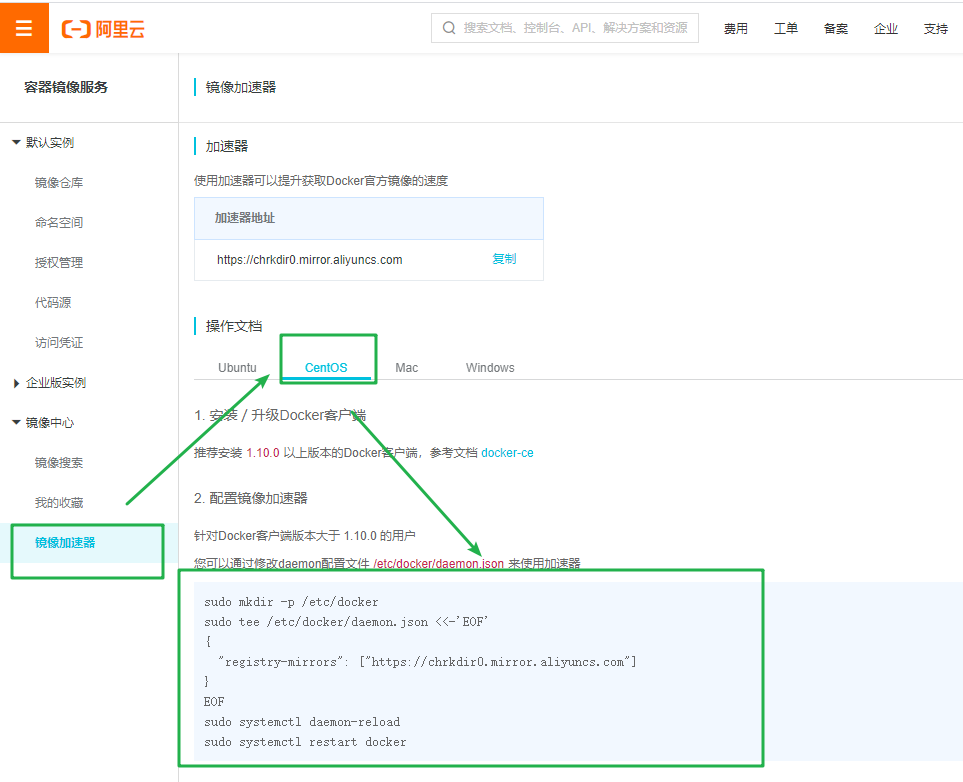 阿里云
搜索文档、控制台、API、解决方案和资源
费用
工单
备案
企业
支持
容器镜像服务
默认实例
镜像仓库
命名空间
授权管理
代码源
访问凭证
企业版实例
镜像中心
镜像搜索
我的收藏
镜像加速器
镜像加速器
加速器
使用加速器可以提升获取Docker官方镜像的速度
加速器地址
https://chrkdir0.mirror.aliyuncs.com
复制
操作文档
Ubuntu
CentOS
Mac
Windows
1. 安装 / 升级Docker客户端
推荐安装 1.10.0 以上版本的Docker客户端，参考文档 docker-ce
2. 配置镜像加速器
针对Docker客户端版本大于 1.10.0 的用户
您可以通过修改daemon配置文件 /etc/docker/daemon.json 来使用加速器
sudo mkdir -p /etc/docker
sudo tee /etc/docker/daemon.json <<-'EOF'
{
  "registry-mirrors": ["https://chrkdir0.mirror.aliyuncs.com"]
}
EOF
sudo systemctl daemon-reload
sudo systemctl restart docker